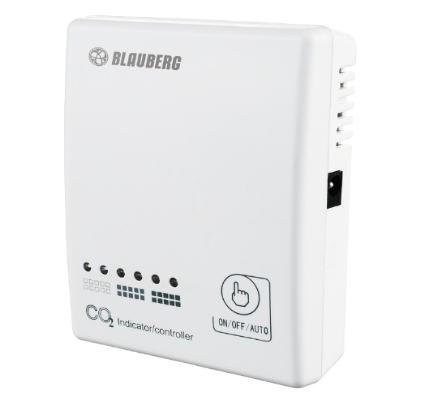 BLAUBERG
CO₂ Indicator/controller
ON/OFF/AUTO